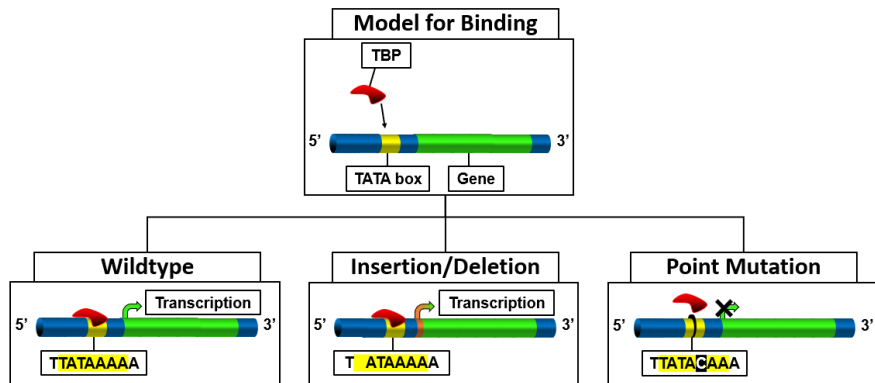 Model for Binding
TBP
5’ 3’
TATA box Gene
Wildtype
Transcription
5’ 3’
TTATAAAAA
Insertion/Deletion
Transcription
5’ 3’
T ATAAAAA
Point Mutation
5’ 3’
TTATACAAA